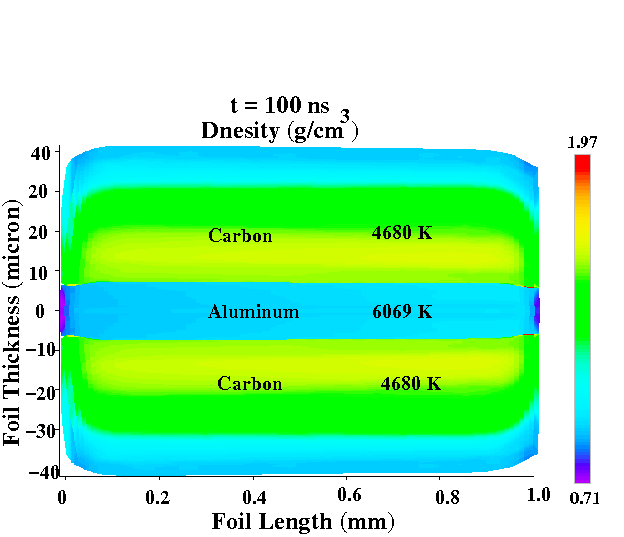 t = 100 ns
Dnesity (g/cm³)
1.97
40
20
20
10
0
−10
−20
−30
−40
Foil Thickness (micron)
Carbon 4680 K
Aluminum 6069 K
Carbon 4680 K
0 0.2 0.4 0.6 0.8 1.0
0.71
Foil Length (mm)